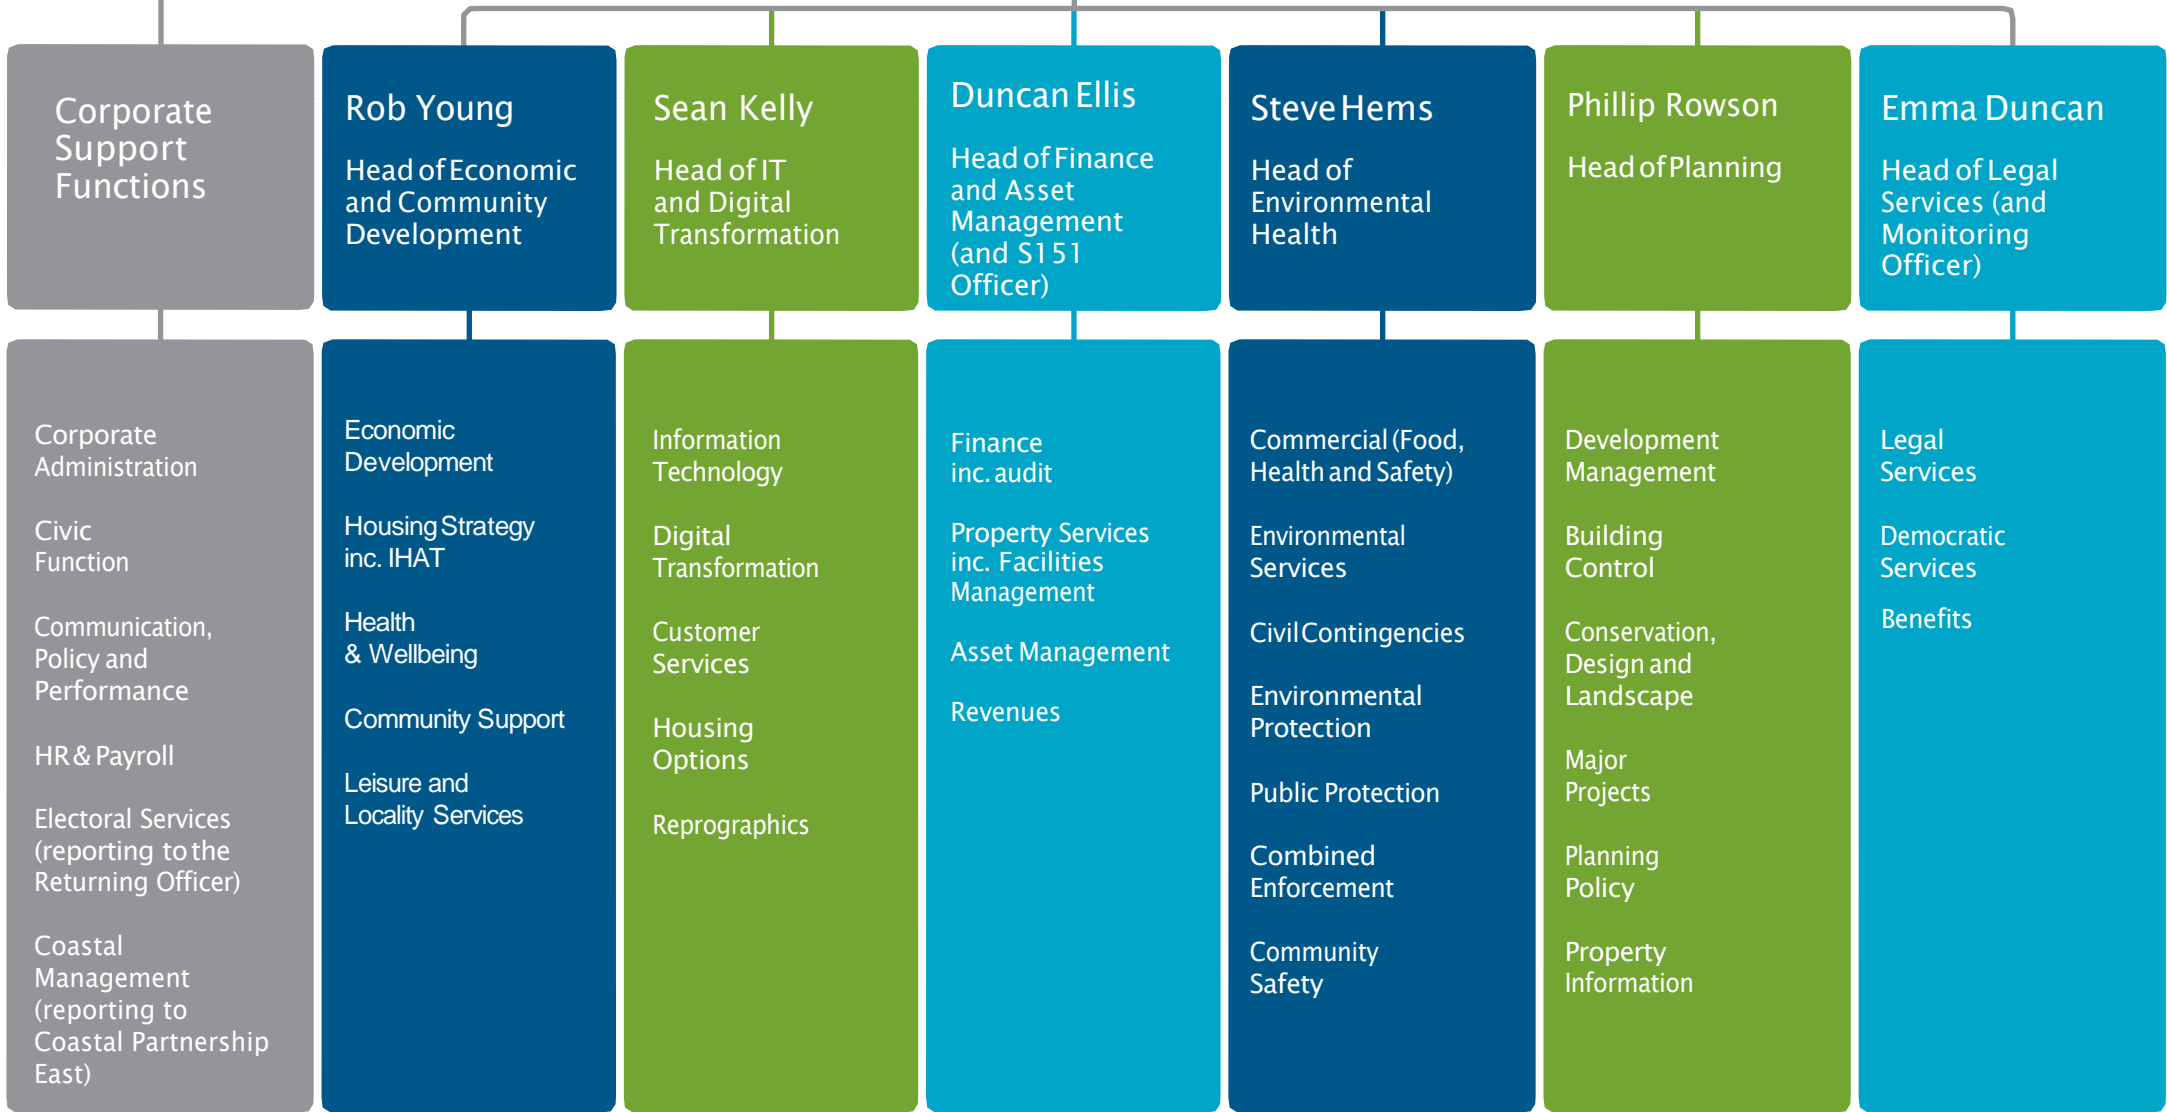 Corporate
Support
Functions
Rob Young
Head of Economic
and Community
Development
Sean Kelly
Head of IT
and Digital
Transformation
Duncan Ellis
Head of Finance
and Asset
Management
(and S151
Officer)
Steve Hems
Head of
Environmental
Health
Phillip Rowson
Head of Planning
Emma Duncan
Head of Legal
Services (and
Monitoring
Officer)
Corporate
Administration
Civic
Function
Communication,
Policy and
Performance
HR & Payroll
Electoral Services
(reporting to the
Returning Officer)
Coastal
Management
(reporting to
Coastal Partnership
East)
Economic
Development
Housing Strategy
inc. IHAT
Health
& Wellbeing
Community Support
Leisure and
Locality Services
Information
Technology
Digital
Transformation
Customer
Services
Housing
Options
Reprographics
Finance
inc. audit
Property Services
inc. Facilities
Management
Asset Management
Revenues
Commercial (Food,
Health and Safety)
Environmental
Services
Civil Contingencies
Environmental
Protection
Public Protection
Combined
Enforcement
Community
Safety
Development
Management
Building
Control
Conservation,
Design and
Landscape
Major
Projects
Planning
Policy
Property
Information
Legal
Services
Democratic
Services
Benefits